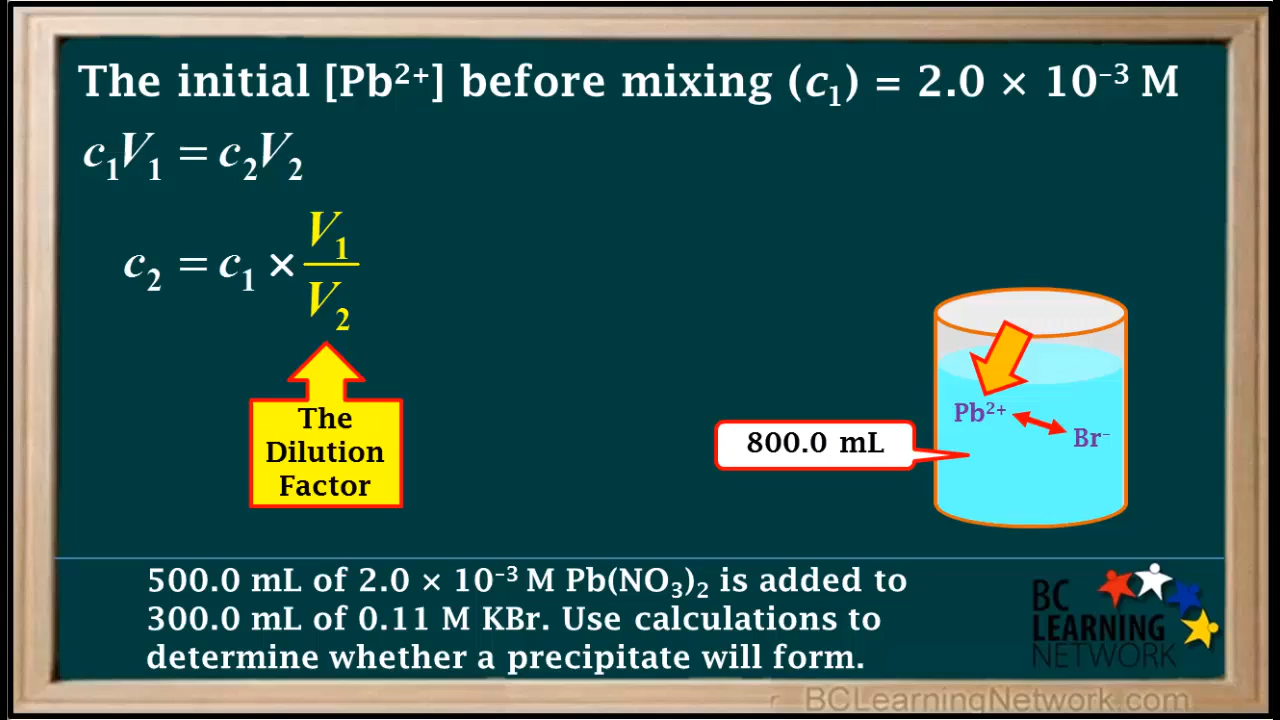 The initial [Pb²⁺] before mixing (c₁) = 2.0 × 10⁻³ M
c₁V₁ = c₂V₂
c₂ = c₁ × V₁/V₂
The
Dilution
Factor
800.0 mL
Pb²⁺
Br⁻
500.0 mL of 2.0 × 10⁻³ M Pb(NO₃)₂ is added to
300.0 mL of 0.11 M KBr. Use calculations to
determine whether a precipitate will form.
BC
LEARNING
NETWORK
BCLearningNetwork.com